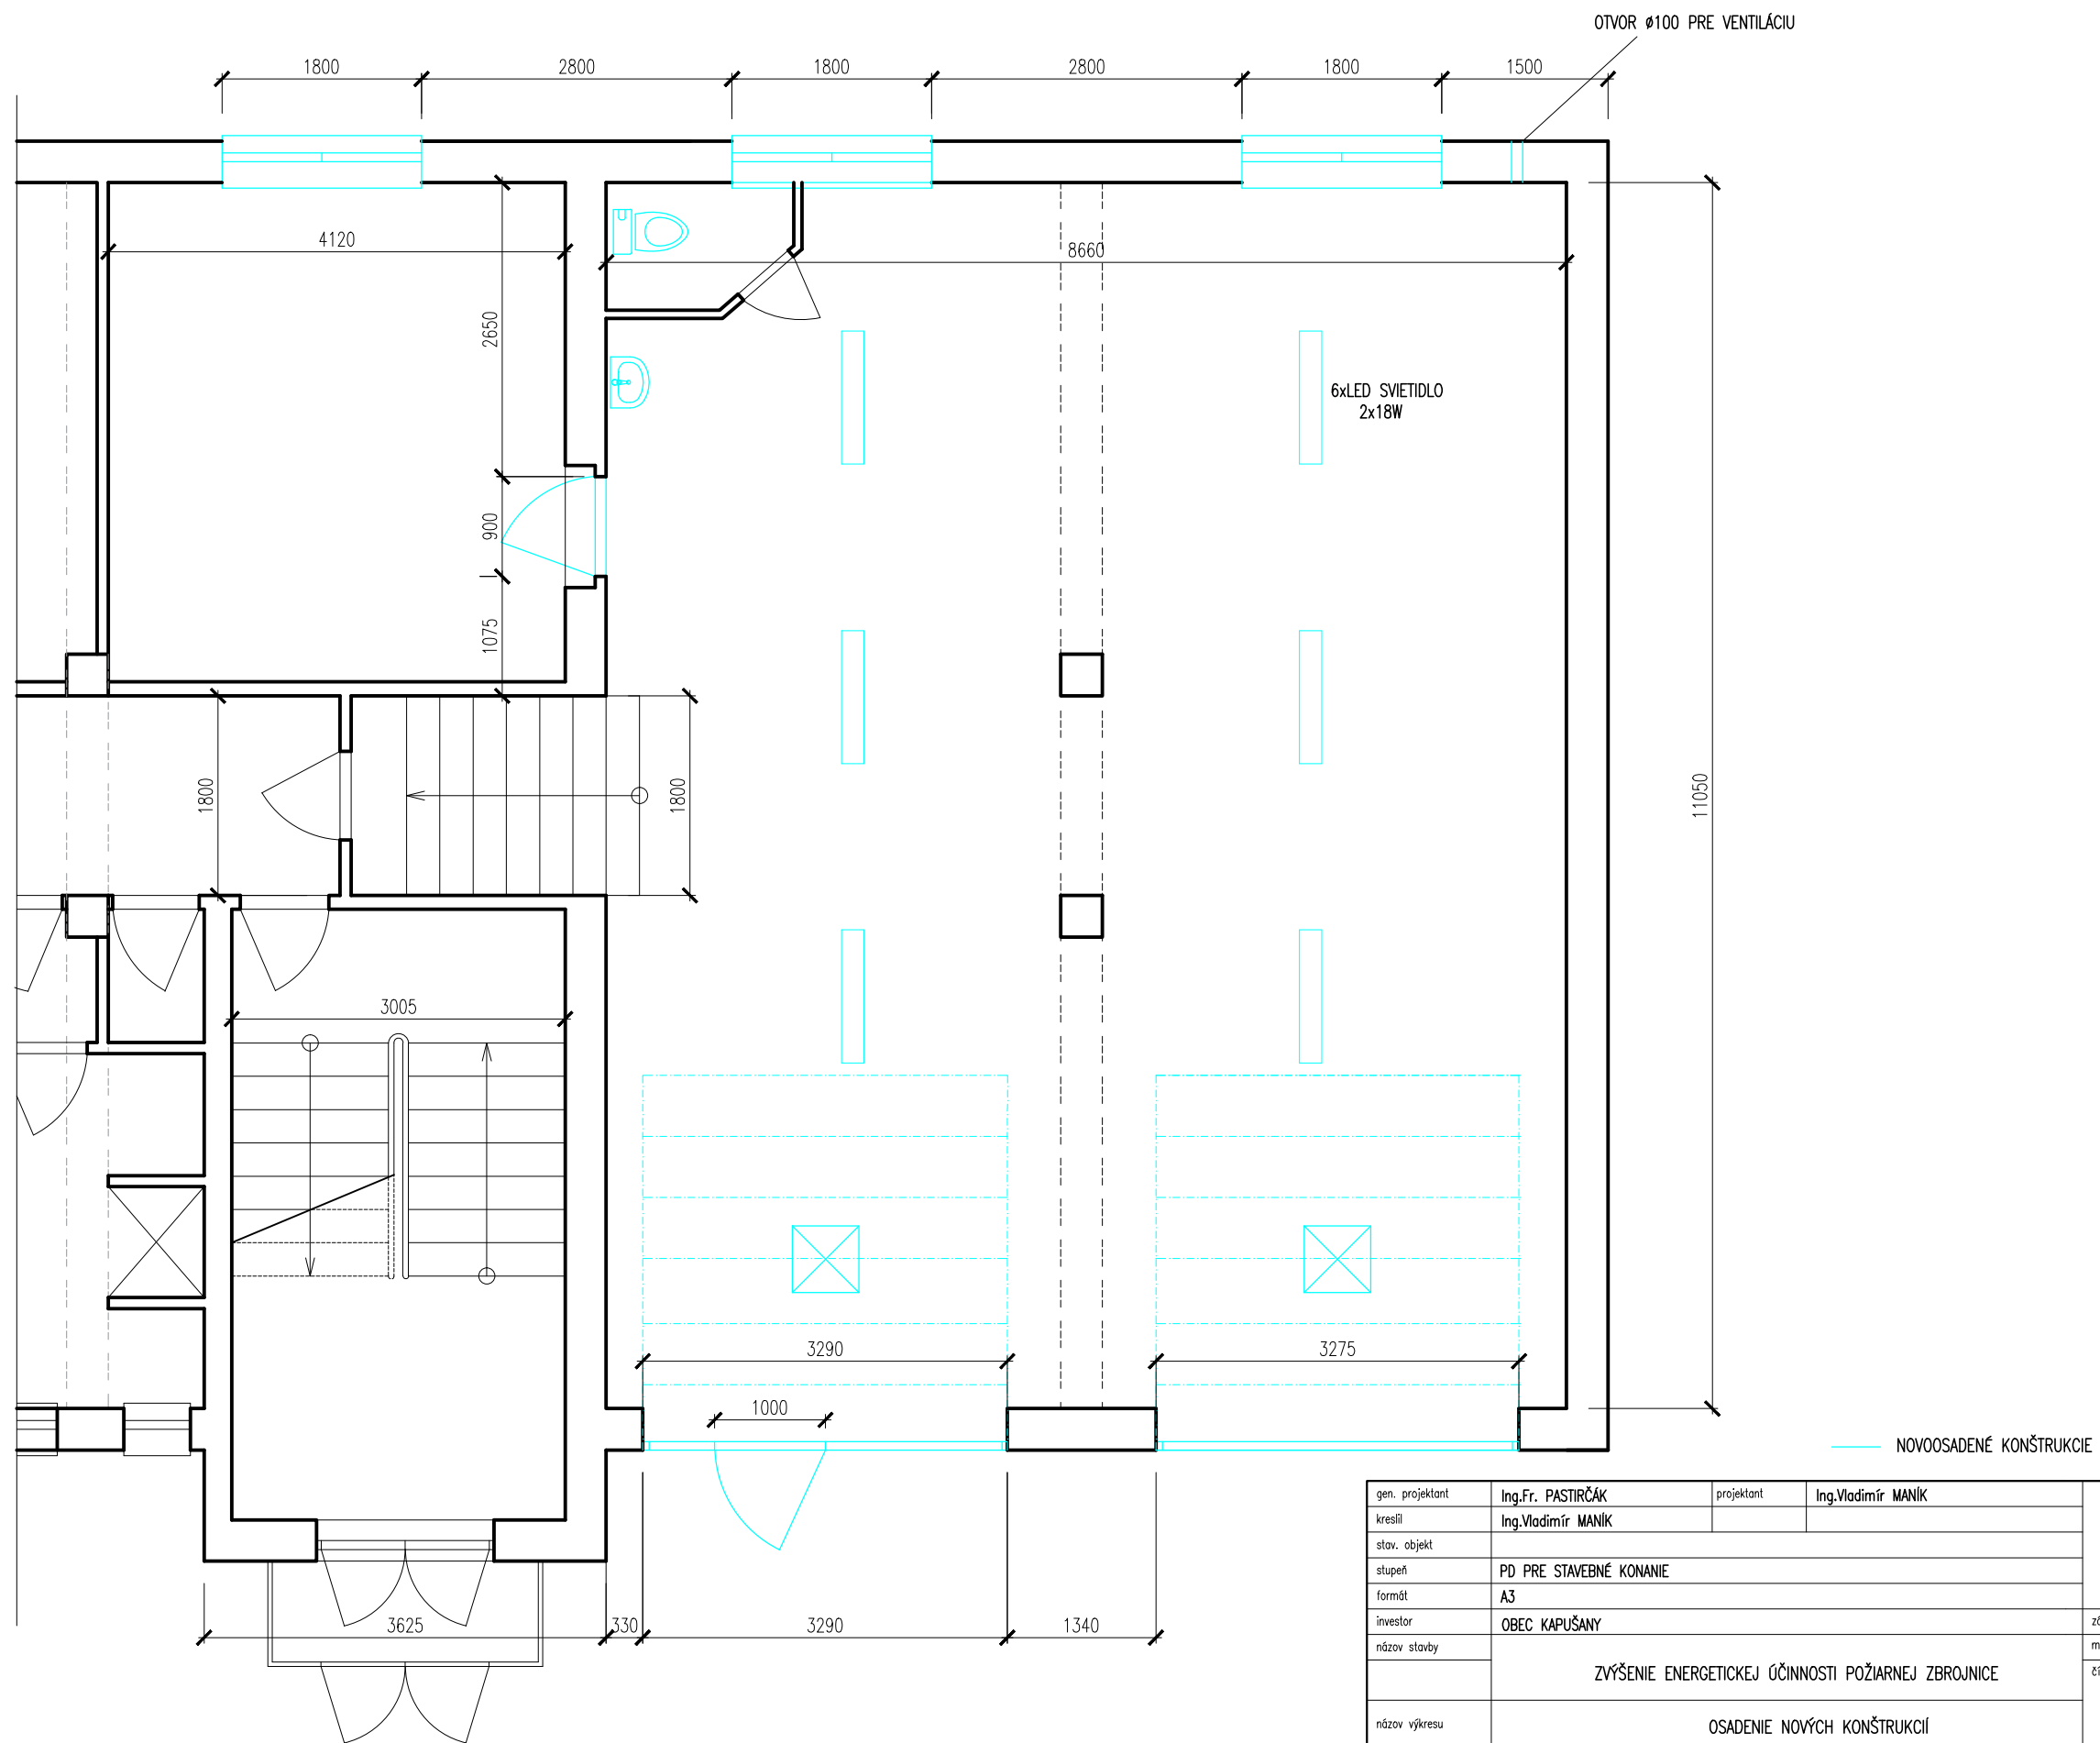 OTVOR ø100 PRE VENTILÁCIU
1800
2800
1800
2800
1800
1500
4120
8660
2650
6xLED SVIETIDLO
2x18W
900
1075
1800
1800
11050
3005
3290
3275
1000
NOVOOSADENÉ KONŠTRUKCIE
3625
330
3290
1340
gen. projektant
Ing.Fr. PASTIRČÁK
projektant
Ing.Vladimír MANÍK
kreslil
Ing.Vladimír MANÍK
stav. objekt
stupeň
PD PRE STAVEBNÉ KONANIE
formát
A3
investor
OBEC KAPUŠANY
názov stavby
ZVÝŠENIE ENERGETICKEJ ÚČINNOSTI POŽIARNEJ ZBROJNICE
názov výkresu
OSADENIE NOVÝCH KONŠTRUKCIÍ